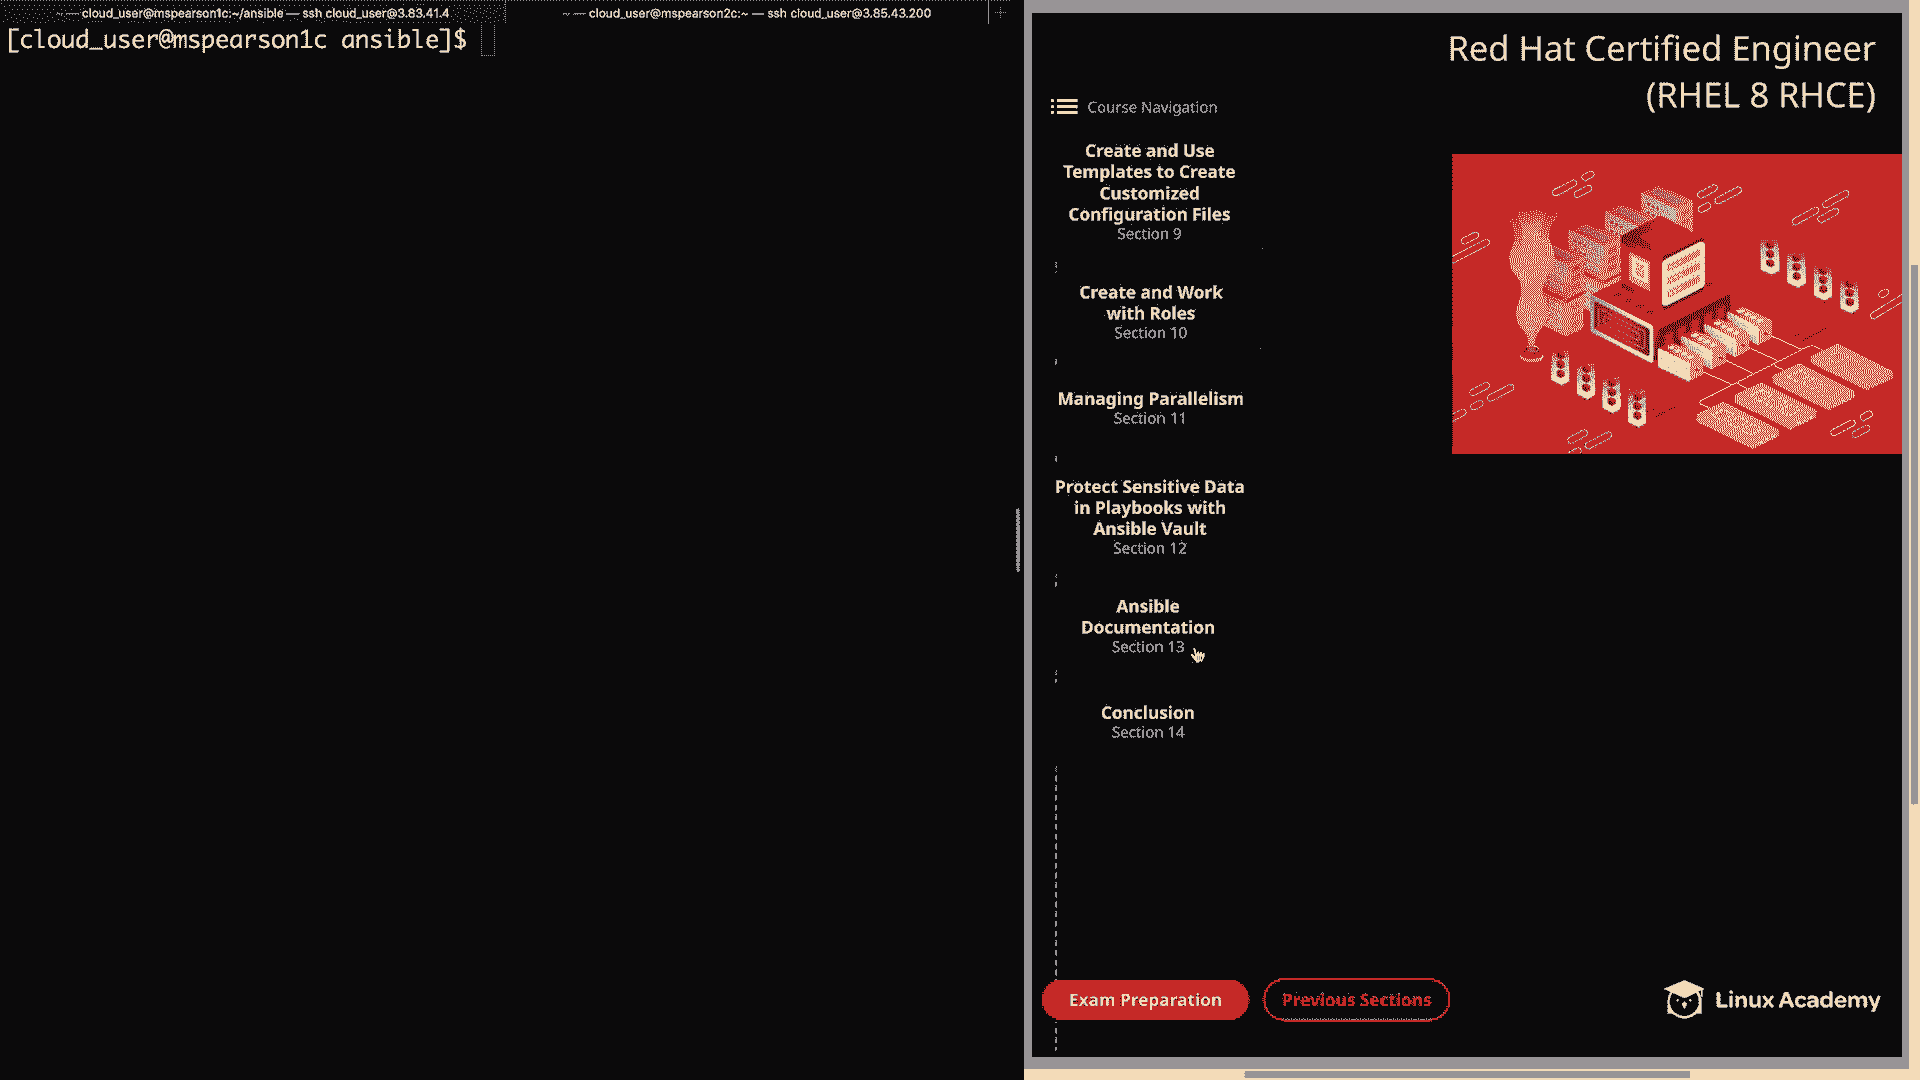 ~ — cloud_user@mspearson1c:~/ansible — ssh cloud_user@3.83.41.4
~ — cloud_user@mspearson2c:~ — ssh cloud_user@3.85.43.200
+
[cloud_user@mspearson1c ansible]$
Red Hat Certified Engineer
(RHEL 8 RHCE)
Course Navigation
Create and Use
Templates to Create
Customized
Configuration Files
Section 9
Create and Work
with Roles
Section 10
Managing Parallelism
Section 11
Protect Sensitive Data
in Playbooks with
Ansible Vault
Section 12
Ansible
Documentation
Section 13
Conclusion
Section 14
Exam Preparation
Previous Sections
Linux Academy